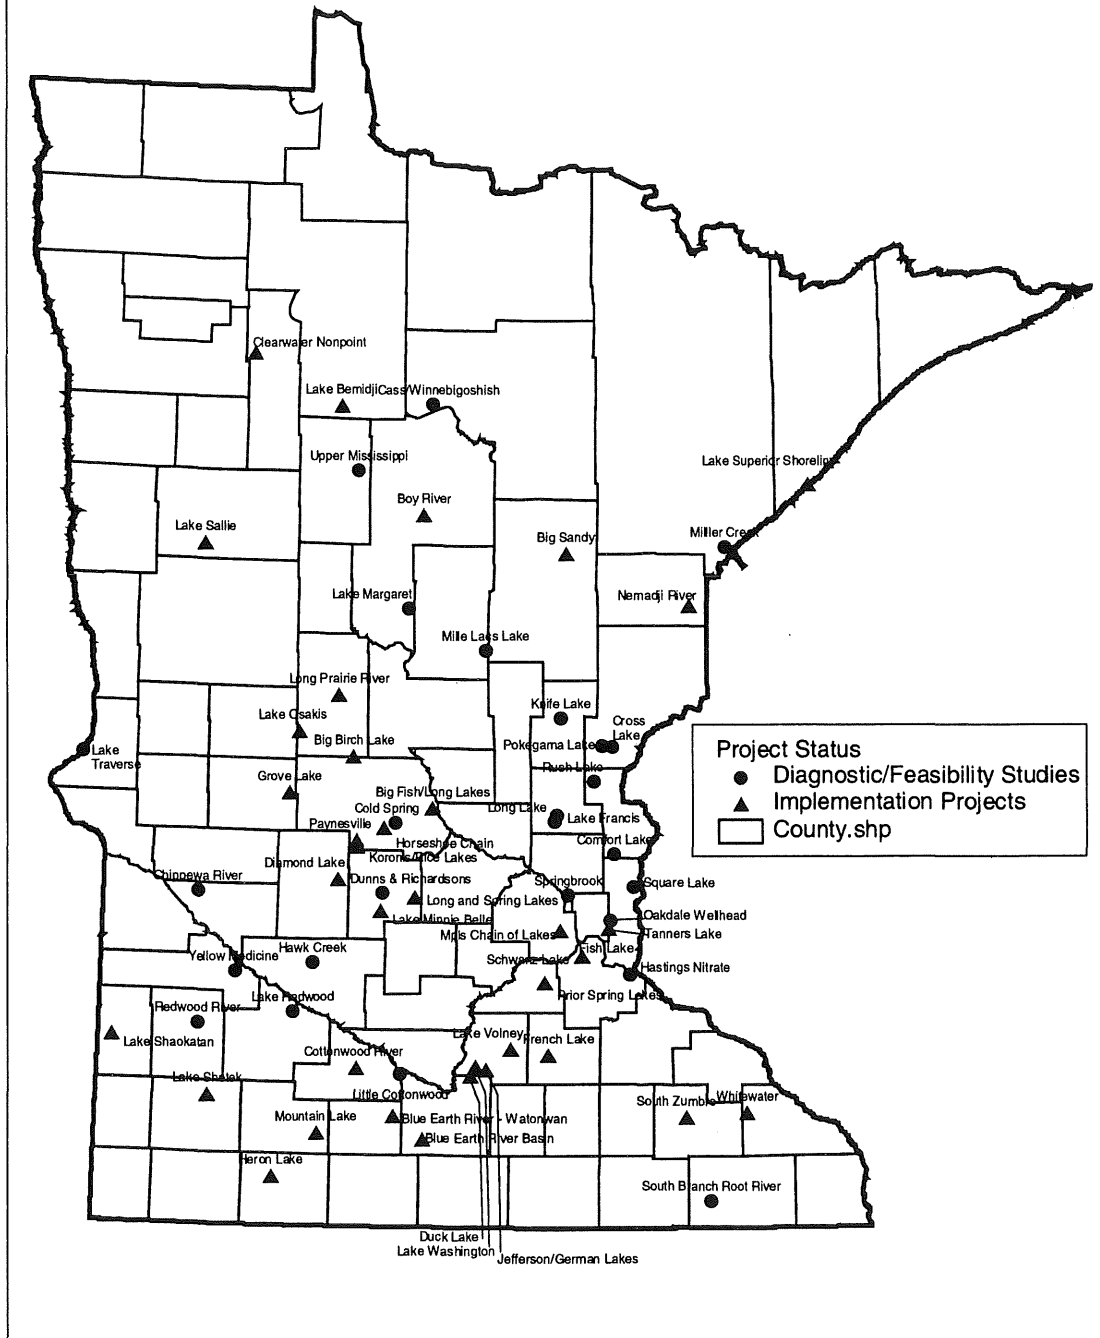 Clearwater Nonpoint
Lake Bemidji
Cass/Winnebigoshish
Upper Mississippi
Lake Superior Shoreline
Boy River
Lake Sallie
Big Sandy
Miller Creek
Lake Margaret
Nemadji River
Mille Lacs Lake
Long Prairie River
Knife Lake
Lake Osakis
Cross
Lake
Big Birch Lake
Pokegama Lake
Lake
Traverse
Project Status
Diagnostic/Feasibility Studies
Implementation Projects
County.shp
Grove Lake
Rush Lake
Big Fish/Long Lakes
Cold Spring
Long Lake
Lake Francis
Paynesville
Horseshoe Chain
Comfort Lake
Koronis/Rice Lakes
Diamond Lake
Chippewa River
Dunns & Richardsons
Springbrook
Square Lake
Long and Spring Lakes
Lake Minnie Belle
Oakdale Wellhead
Mpls Chain of Lakes
Tanners Lake
Hawk Creek
Fish Lake
Yellow Medicine
Schwanz Lake
Hastings Nitrate
Lake Redwood
Prior Spring Lakes
Redwood River
Lake Shaokatan
Lake Volney
French Lake
Cottonwood River
Lake Shetek
Little Cottonwood
South Zumbro
Whitewater
Mountain Lake
Blue Earth River - Watonwan
Blue Earth River Basin
Heron Lake
South Branch Root River
Duck Lake
Lake Washington
Jefferson/German Lakes